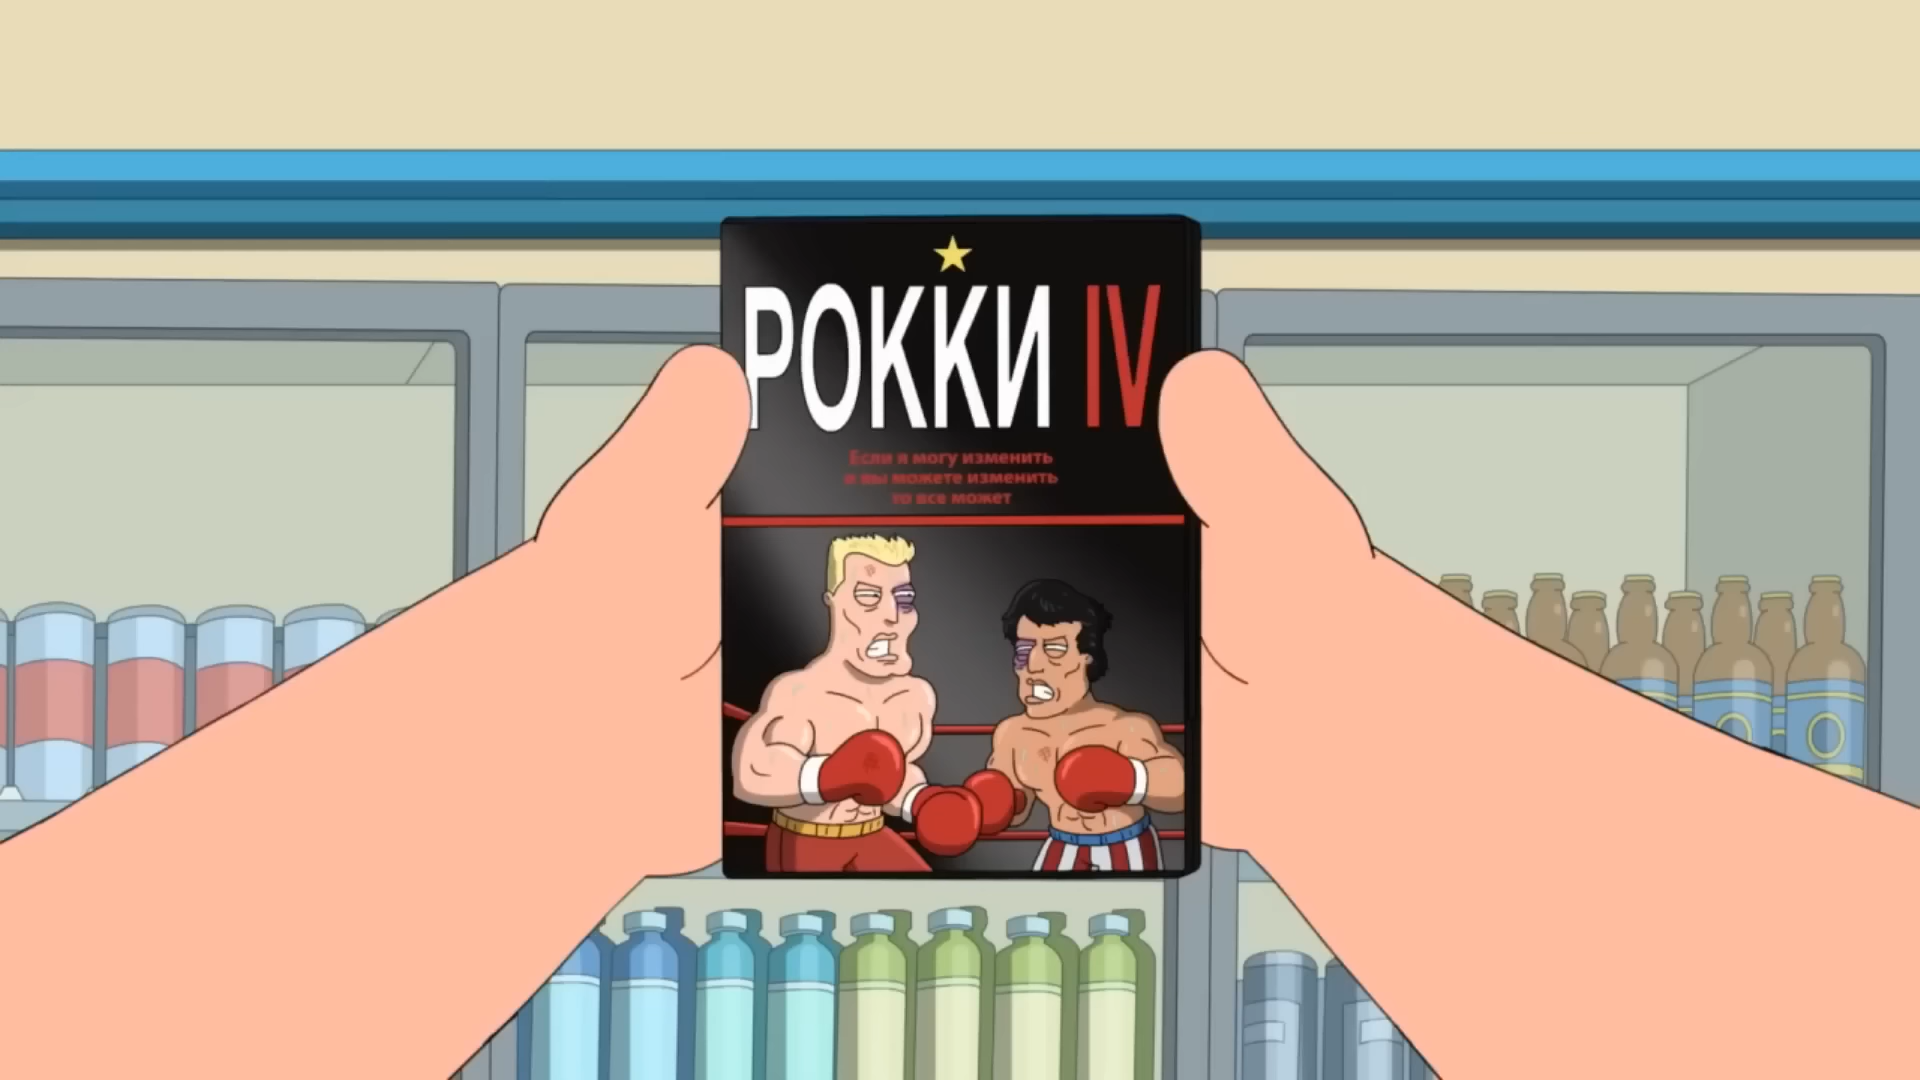 РОККИ IV
Если я могу изменить
и вы можете изменить
то все может